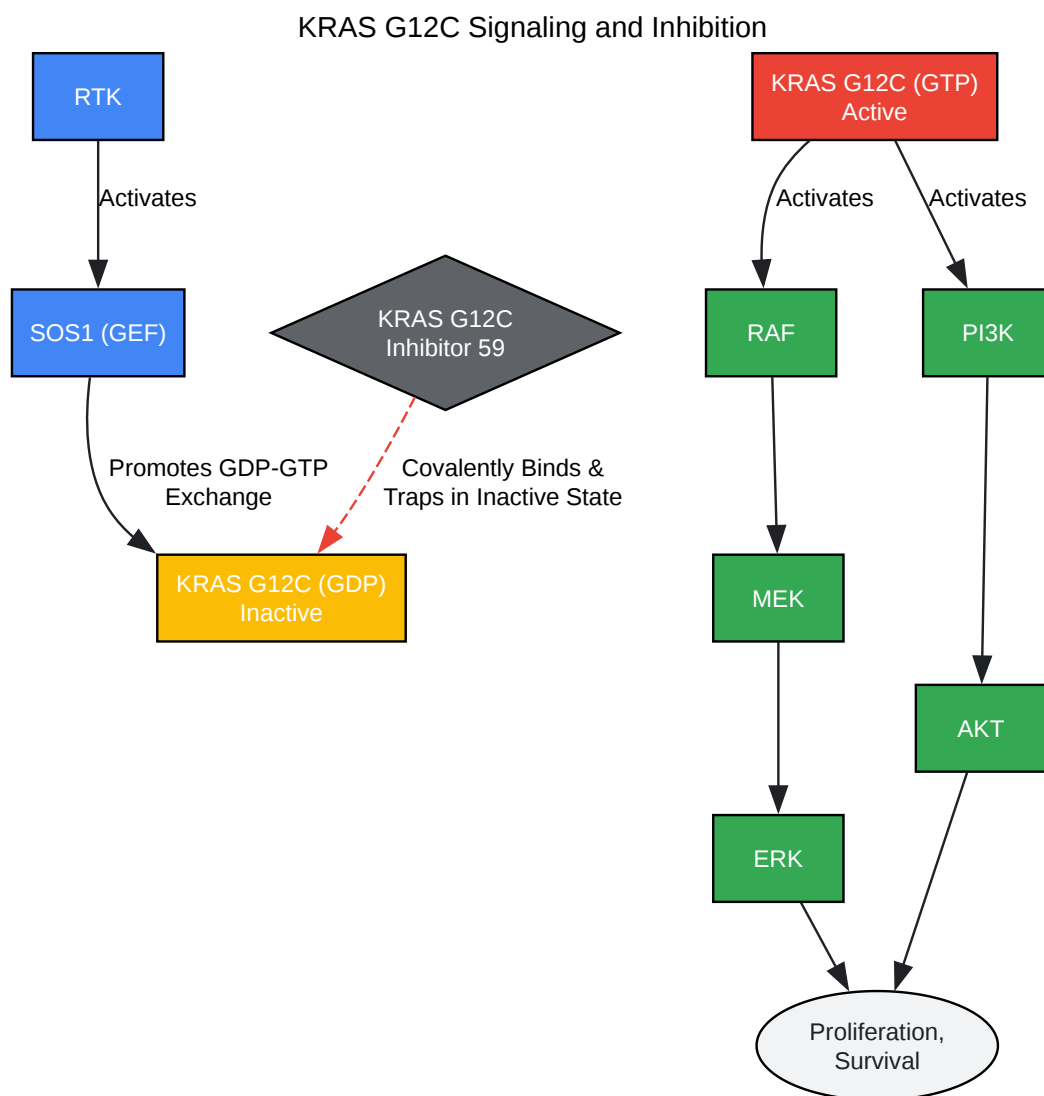 KRAS G12C Signaling and Inhibition
RTK
KRAS G12C (GTP)
Active
Activates
Activates
Activates
SOS1 (GEF)
KRAS G12C
Inhibitor 59
RAF
PI3K
Promotes GDP-GTP
Exchange
Covalently Binds &
Traps in Inactive State
KRAS G12C (GDP)
Inactive
MEK
AKT
ERK
Proliferation,
Survival